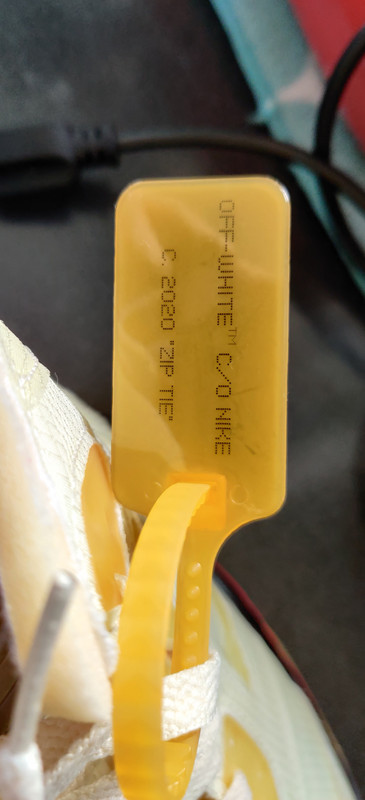 OFF-WHITE™ C/O NIKE
C. 2020 "ZIP TIE"